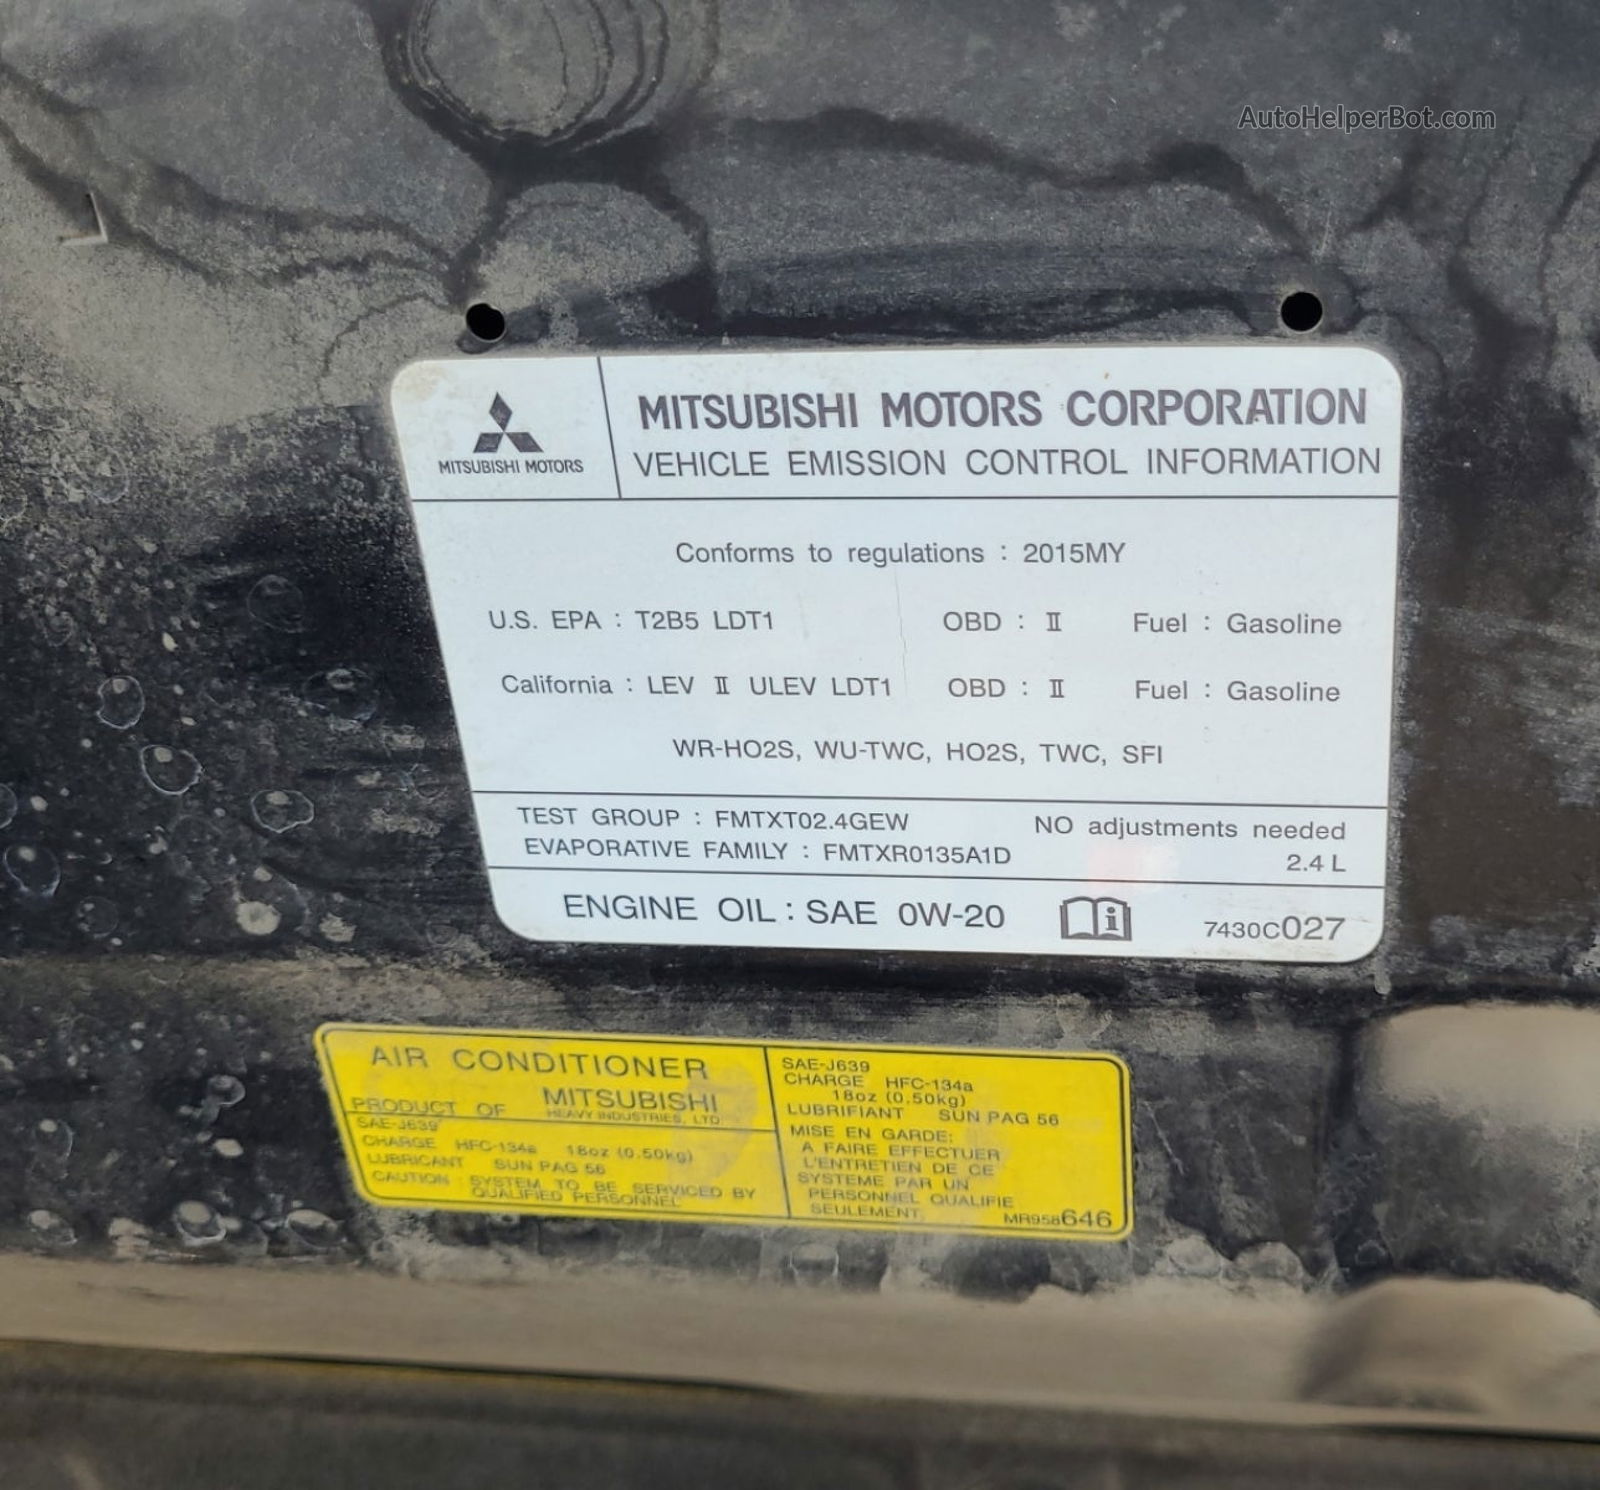 AutoHelperBot.com
MITSUBISHI MOTORS
MITSUBISHI MOTORS CORPORATION
VEHICLE EMISSION CONTROL INFORMATION
Conforms to regulations : 2015MY
U.S. EPA : T2B5 LDT1 OBD : Ⅱ Fuel : Gasoline
California : LEV Ⅱ ULEV LDT1 OBD : Ⅱ Fuel : Gasoline
WR-HO2S, WU-TWC, HO2S, TWC, SFI
TEST GROUP : FMTXT02.4GEW
EVAPORATIVE FAMILY : FMTXR0135A1D
NO adjustments needed
2.4 L
ENGINE OIL : SAE 0W-20
7430C027
AIR CONDITIONER
PRODUCT OF MITSUBISHI
HEAVY INDUSTRIES, LTD.
SAE-J639
CHARGE HFC-134a 18oz (0.50kg)
LUBRICANT SUN PAG 56
CAUTION : SYSTEM TO BE SERVICED BY
QUALIFIED PERSONNEL
SAE-J639
CHARGE HFC-134a
18oz (0.50kg)
LUBRIFIANT SUN PAG 56
MISE EN GARDE:
A FAIRE EFFECTUER
L'ENTRETIEN DE CE
SYSTEME PAR UN
PERSONNEL QUALIFIE
SEULEMENT.
MR958646